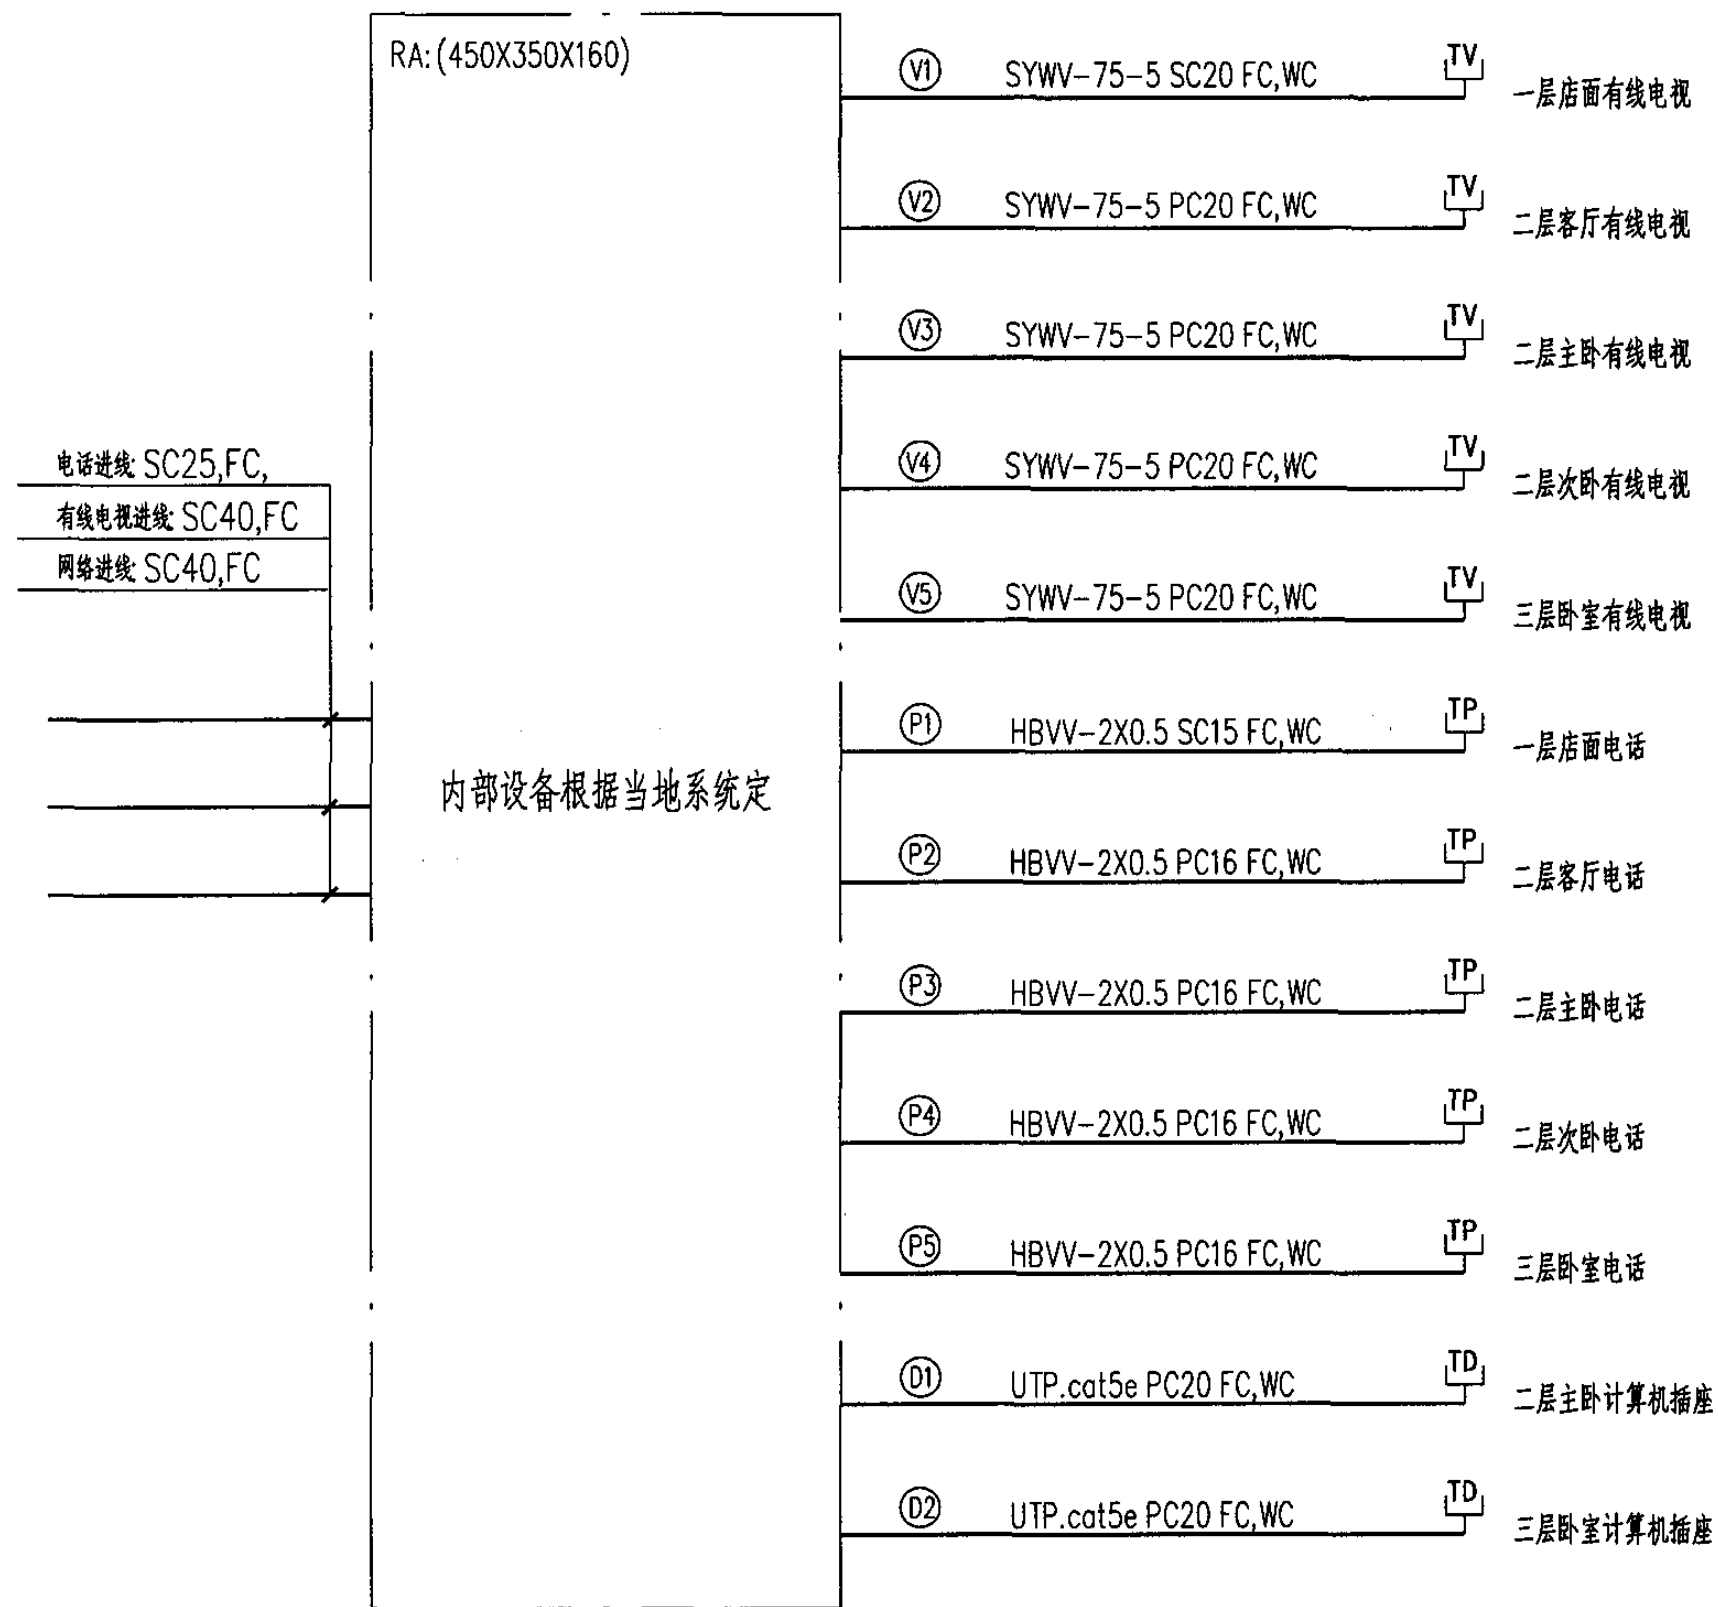 RA:(450X350X160)
V1 SYWV-75-5 SC20 FC,WC TV 一层店面有线电视
V2 SYWV-75-5 PC20 FC,WC TV 二层客厅有线电视
V3 SYWV-75-5 PC20 FC,WC TV 二层主卧有线电视
V4 SYWV-75-5 PC20 FC,WC TV 二层次卧有线电视
V5 SYWV-75-5 PC20 FC,WC TV 三层卧室有线电视
电话进线: SC25,FC,
有线电视进线: SC40,FC
网络进线: SC40,FC
内部设备根据当地系统定
P1 HBVV-2X0.5 SC15 FC,WC TP 一层店面电话
P2 HBVV-2X0.5 PC16 FC,WC TP 二层客厅电话
P3 HBVV-2X0.5 PC16 FC,WC TP 二层主卧电话
P4 HBVV-2X0.5 PC16 FC,WC TP 二层次卧电话
P5 HBVV-2X0.5 PC16 FC,WC TP 三层卧室电话
D1 UTP.cat5e PC20 FC,WC TD 二层主卧计算机插座
D2 UTP.cat5e PC20 FC,WC TD 三层卧室计算机插座